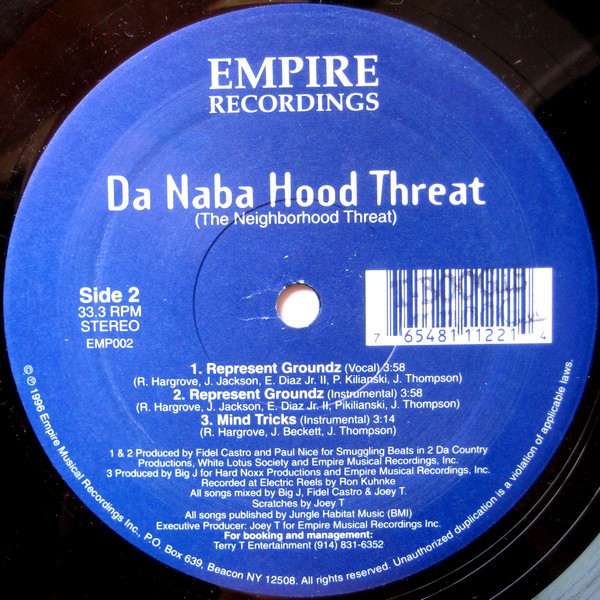 EMPIRE
RECORDINGS
Da Naba Hood Threat
(The Neighborhood Threat)
Side 2
33.3 RPM
STEREO
EMP002
7 65481 11221 4
1. Represent Groundz (Vocal) 3:58
(R. Hargrove, J. Jackson, E. Diaz Jr. II, P. Kilianski, J. Thompson)
2. Represent Groundz (Instrumental) 3:58
(R. Hargrove, J. Jackson, E. Diaz Jr. II, Pikilianski, J. Thompson)
3. Mind Tricks (Instrumental) 3:14
(R. Hargrove, J. Beckett, J. Thompson)
1 & 2 Produced by Fidel Castro and Paul Nice for Smuggling Beats in 2 Da Country
Productions, White Lotus Society and Empire Musical Recordings, Inc.
3 Produced by Big J for Hard Noxx Productions and Empire Musical Recordings, Inc.
Recorded at Electric Reels by Ron Kuhnke
All songs mixed by Big J, Fidel Castro & Joey T.
Scratches by Joey T
All songs published by Jungle Habitat Music (BMI)
Executive Producer: Joey T for Empire Musical Recordings Inc.
For booking and management:
Terry T Entertainment (914) 831-6352
© ℗ 1996 Empire Musical Recordings Inc., P.O. Box 639, Beacon NY 12508. All rights reserved. Unauthorized duplication is a violation of applicable laws.